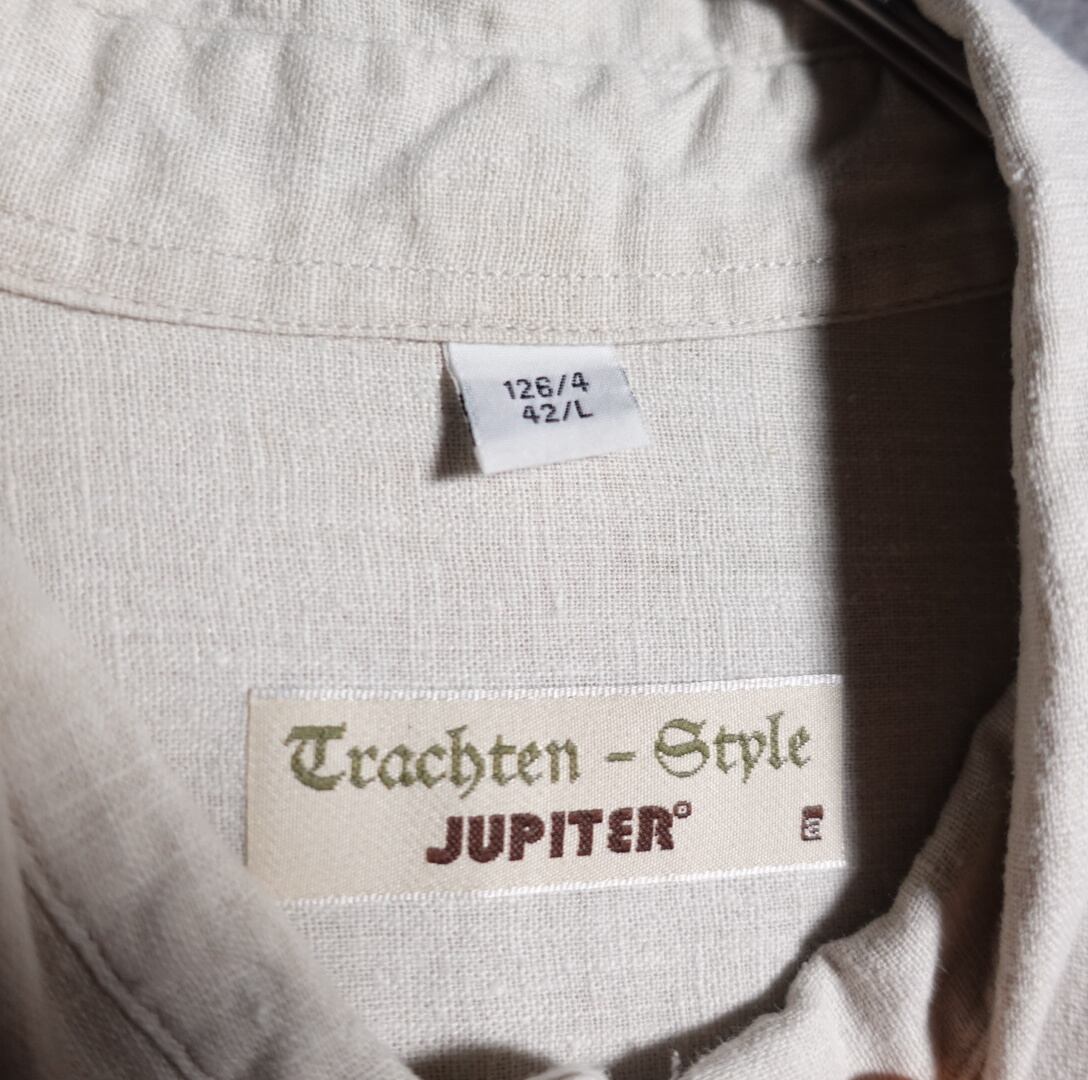 126/4
42/L
Trachten - Style
JUPITER